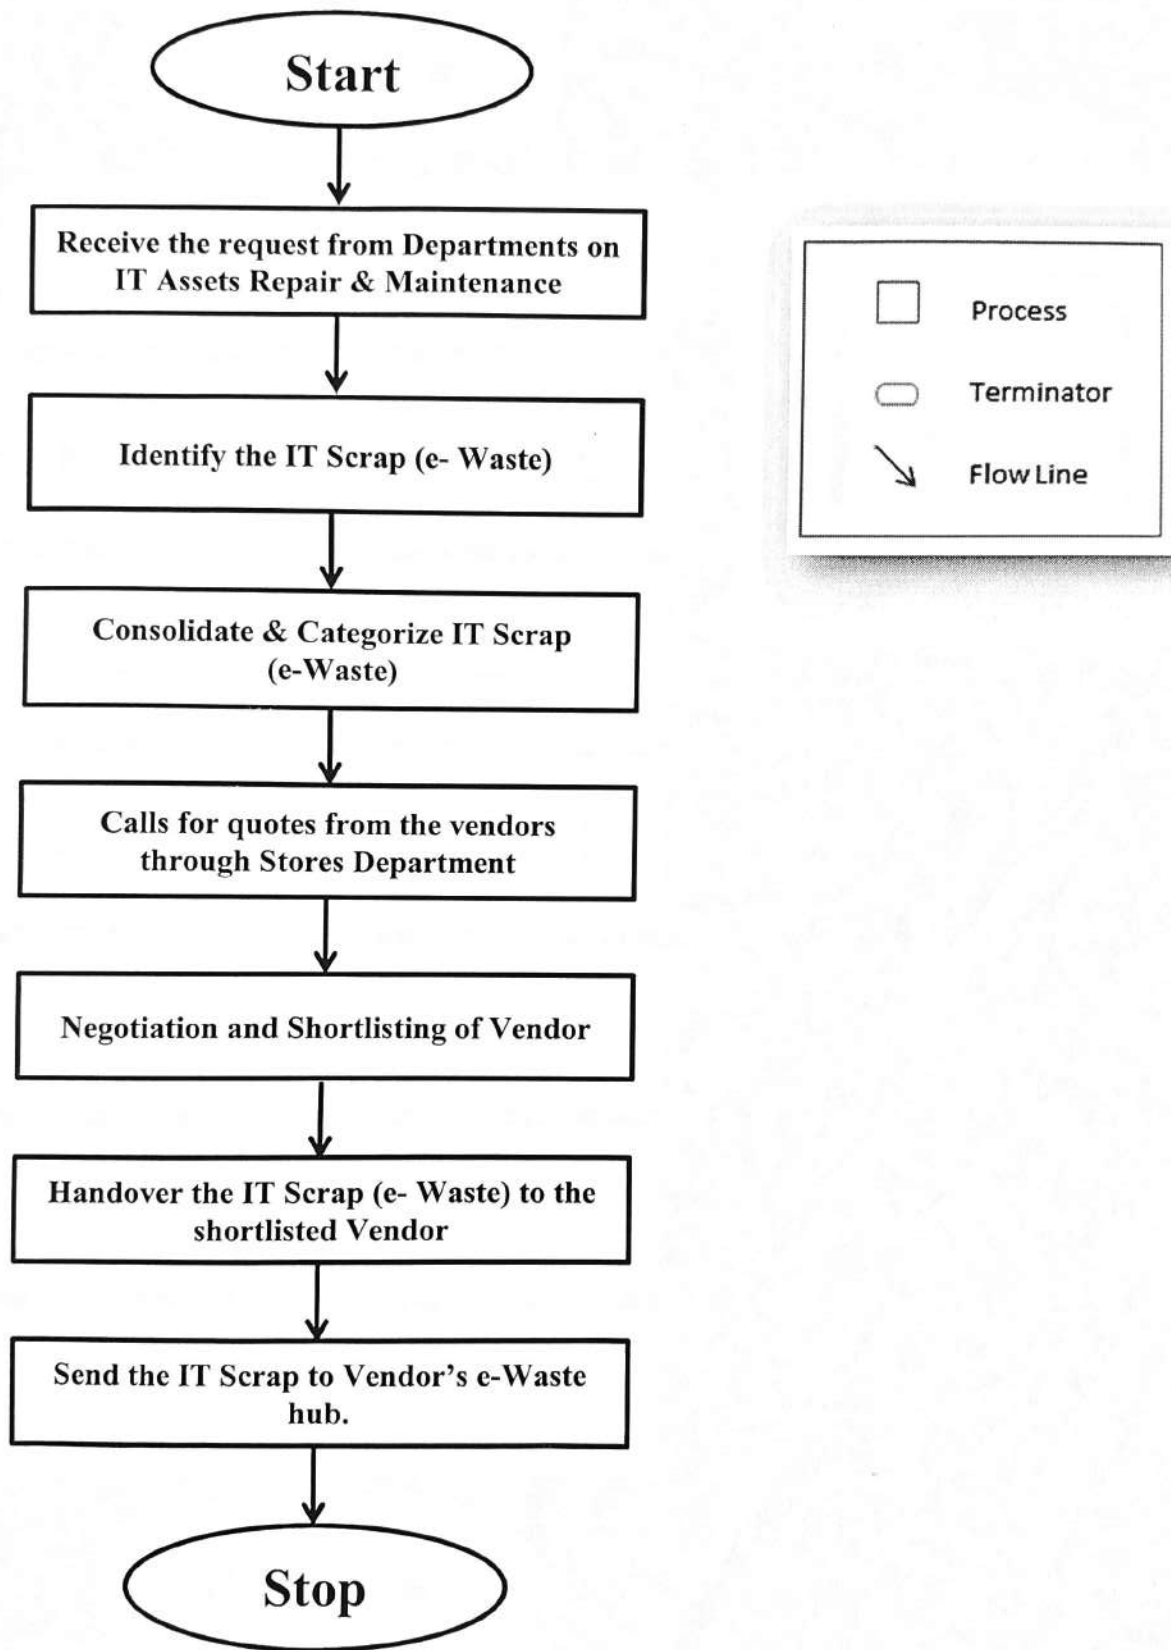 Start
Receive the request from Departments on
IT Assets Repair & Maintenance
Identify the IT Scrap (e- Waste)
Consolidate & Categorize IT Scrap
(e-Waste)
Calls for quotes from the vendors
through Stores Department
Negotiation and Shortlisting of Vendor
Handover the IT Scrap (e- Waste) to the
shortlisted Vendor
Send the IT Scrap to Vendor’s e-Waste
hub.
Stop
Process
Terminator
Flow Line